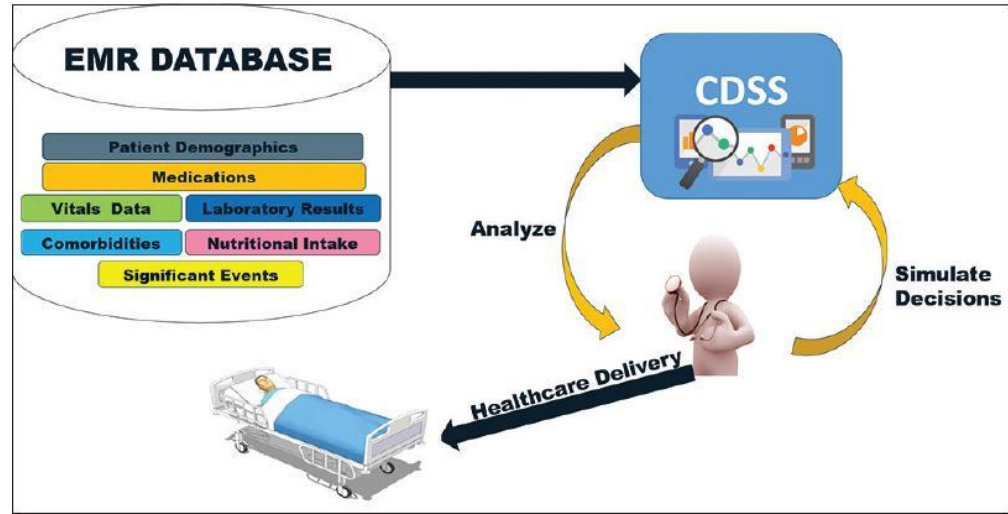 EMR DATABASE
Patient Demographics
Medications
Vitals Data
Laboratory Results
Comorbidities
Nutritional Intake
Significant Events
CDSS
Analyze
Simulate
Decisions
Healthcare Delivery